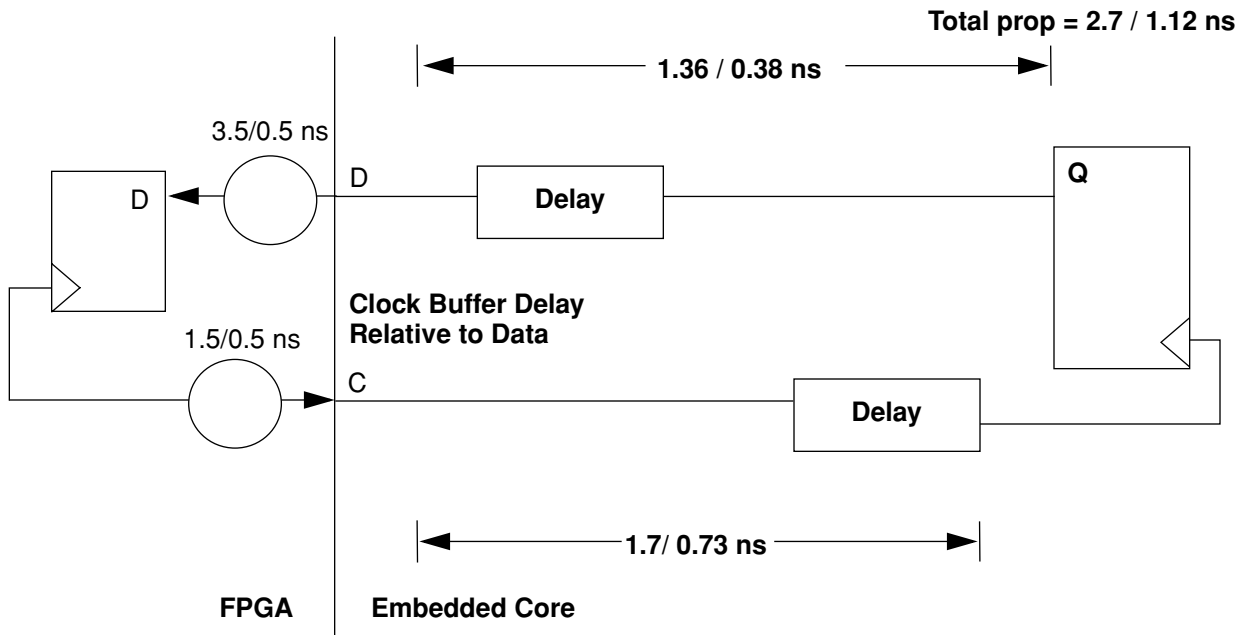 Total prop = 2.7 / 1.12 ns
1.36 / 0.38 ns
3.5/0.5 ns
D
D
Delay
Q
Clock Buffer Delay
Relative to Data
1.5/0.5 ns
C
Delay
1.7/ 0.73 ns
FPGA
Embedded Core